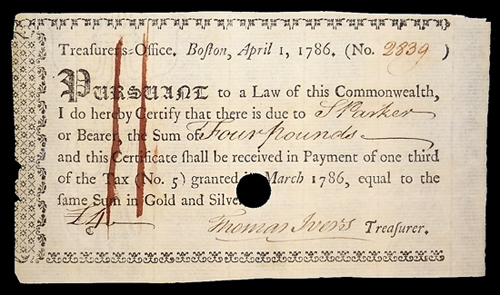 Treasurer's-Office. Boston, April 1, 1786. (No. 2839 )
PURSUANT to a Law of this Commonwealth,
I do hereby Certify that there is due to S Parker
or Bearer, the Sum of Four Pounds
and this Certificate shall be received in Payment of one third
of the Tax (No. 5) granted in March 1786, equal to the
same Sum in Gold and Silver.
£4
Thomas Ivers Treasurer.